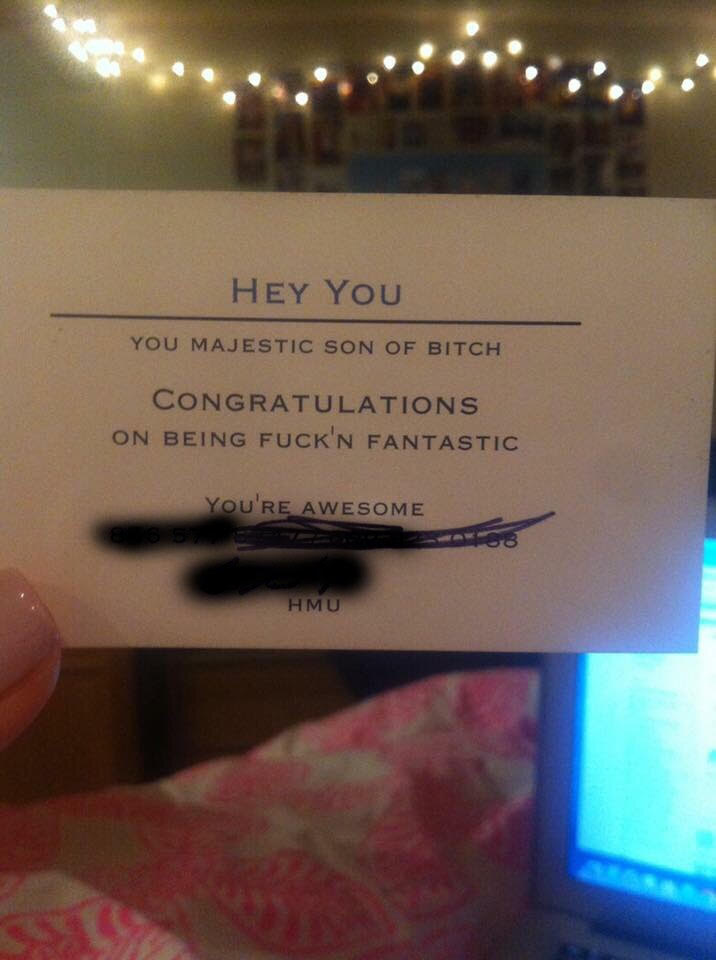 HEY YOU
YOU MAJESTIC SON OF BITCH
CONGRATULATIONS
ON BEING FUCK'N FANTASTIC
YOU'RE AWESOME
HMU